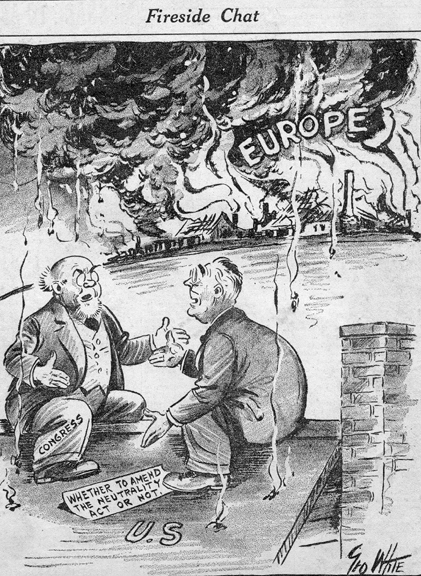 Fireside Chat
EUROPE
CONGRESS
WHETHER TO AMEND
THE NEUTRALITY
ACT OR NOT.
U.S
Geo White